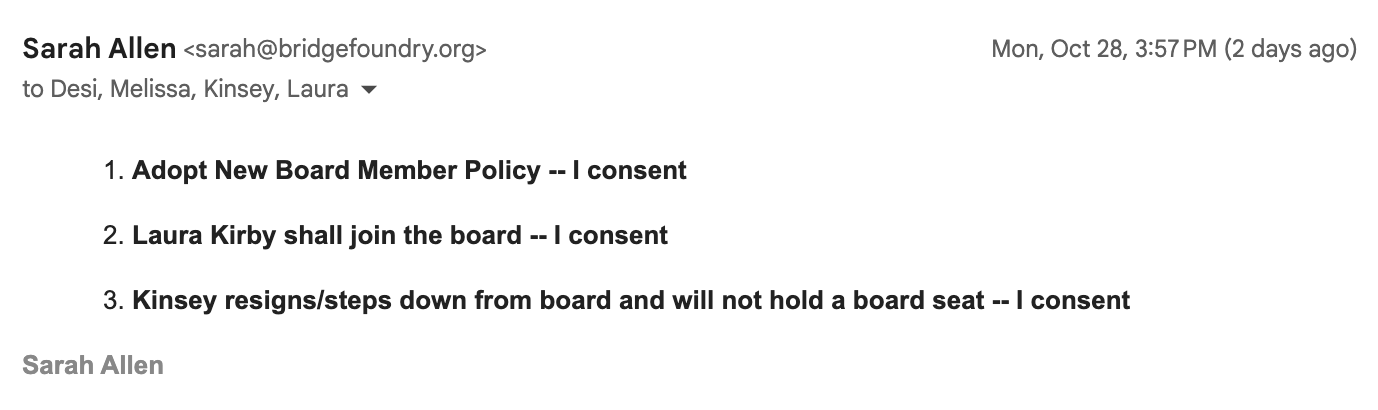 Sarah Allen <sarah@bridgefoundry.org> Mon, Oct 28, 3:57 PM (2 days ago)
to Desi, Melissa, Kinsey, Laura
1. Adopt New Board Member Policy -- I consent
2. Laura Kirby shall join the board -- I consent
3. Kinsey resigns/steps down from board and will not hold a board seat -- I consent
Sarah Allen